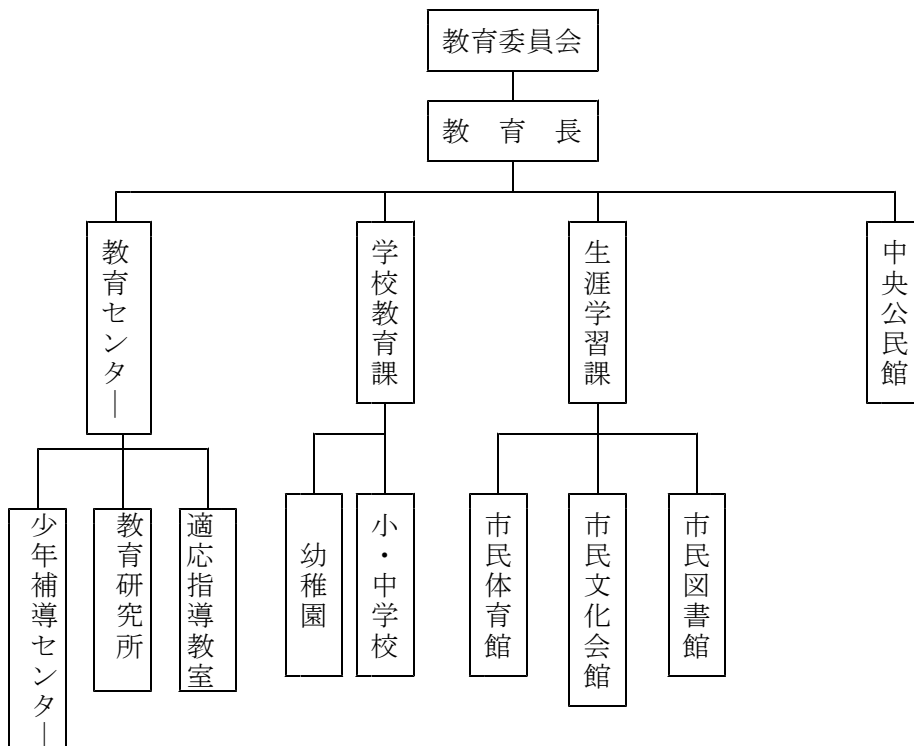 教育委員会
教　育　長
教育センター
学校教育課
生涯学習課
中央公民館
少年補導センター
教育研究所
適応指導教室
幼稚園
小・中学校
市民体育館
市民文化会館
市民図書館